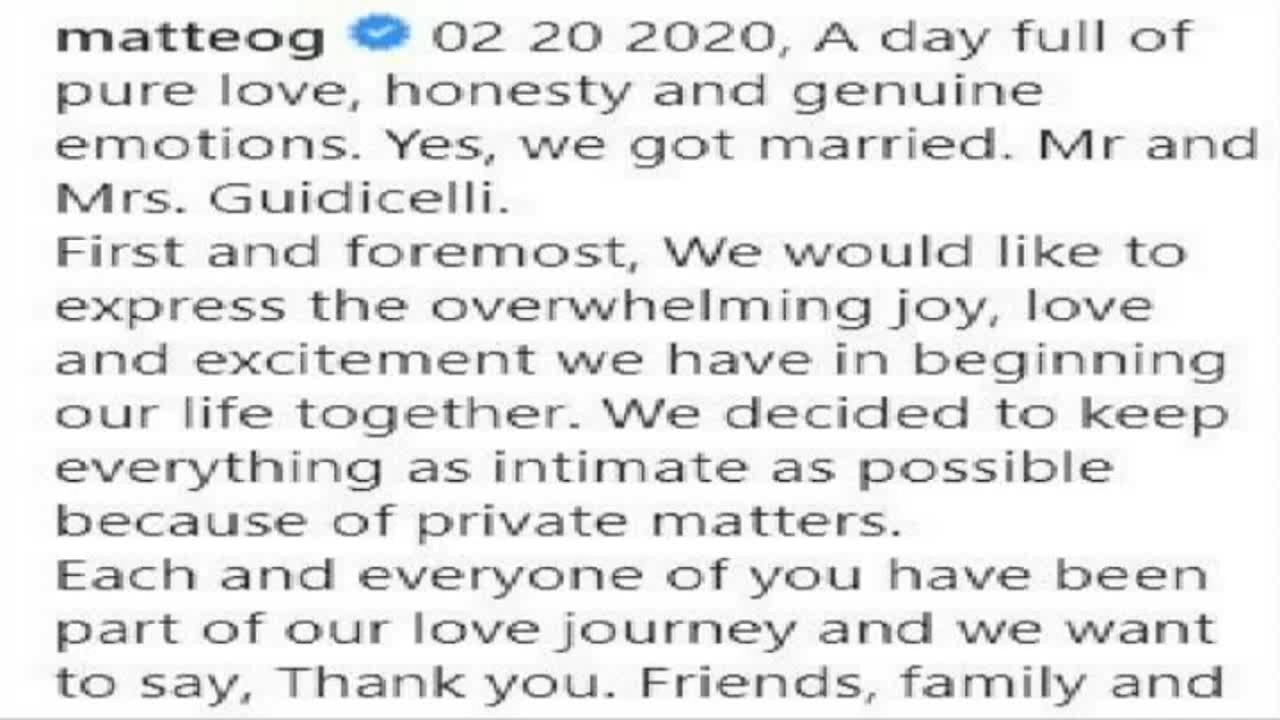 matteog 02 20 2020, A day full of
pure love, honesty and genuine
emotions. Yes, we got married. Mr and
Mrs. Guidicelli.
First and foremost, We would like to
express the overwhelming joy, love
and excitement we have in beginning
our life together. We decided to keep
everything as intimate as possible
because of private matters.
Each and everyone of you have been
part of our love journey and we want
to say, Thank you. Friends, family and